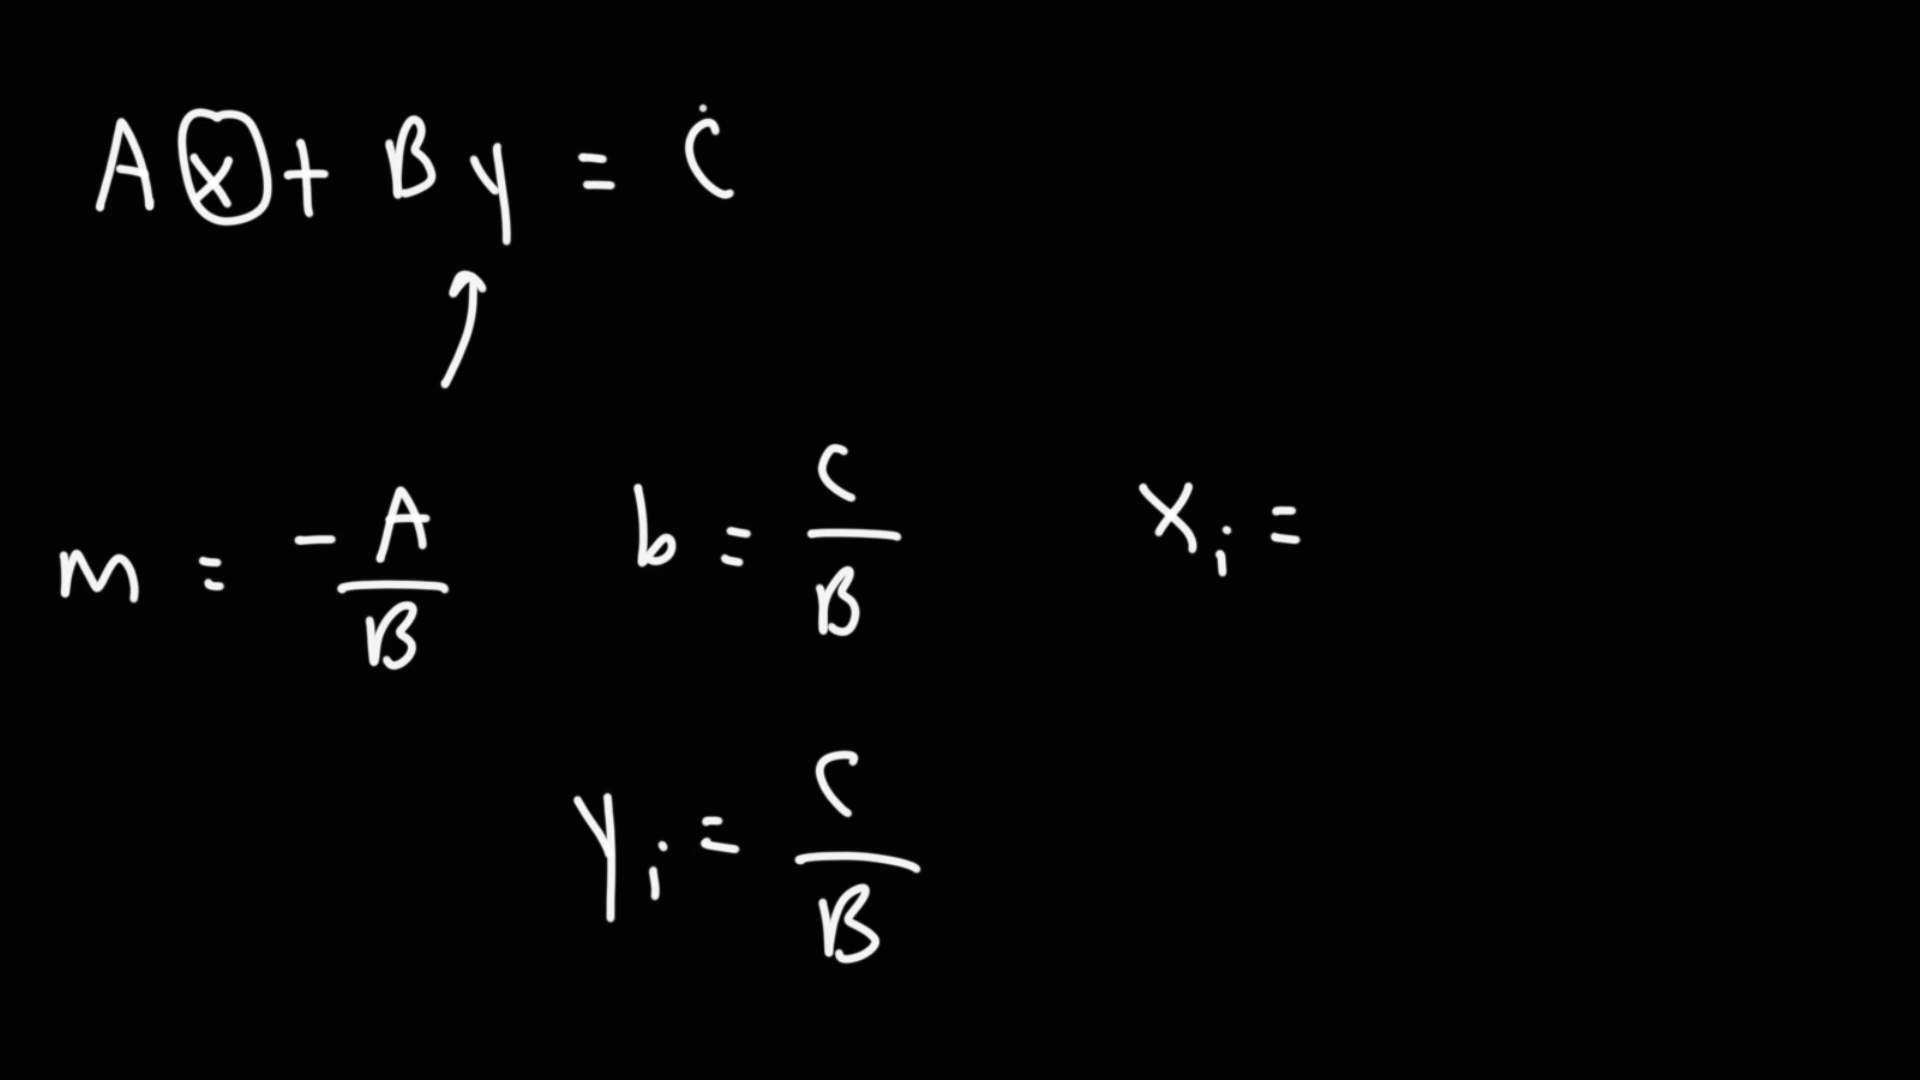 Ax + By = C
m = -A/B b = C/B xi =
yi = C/B